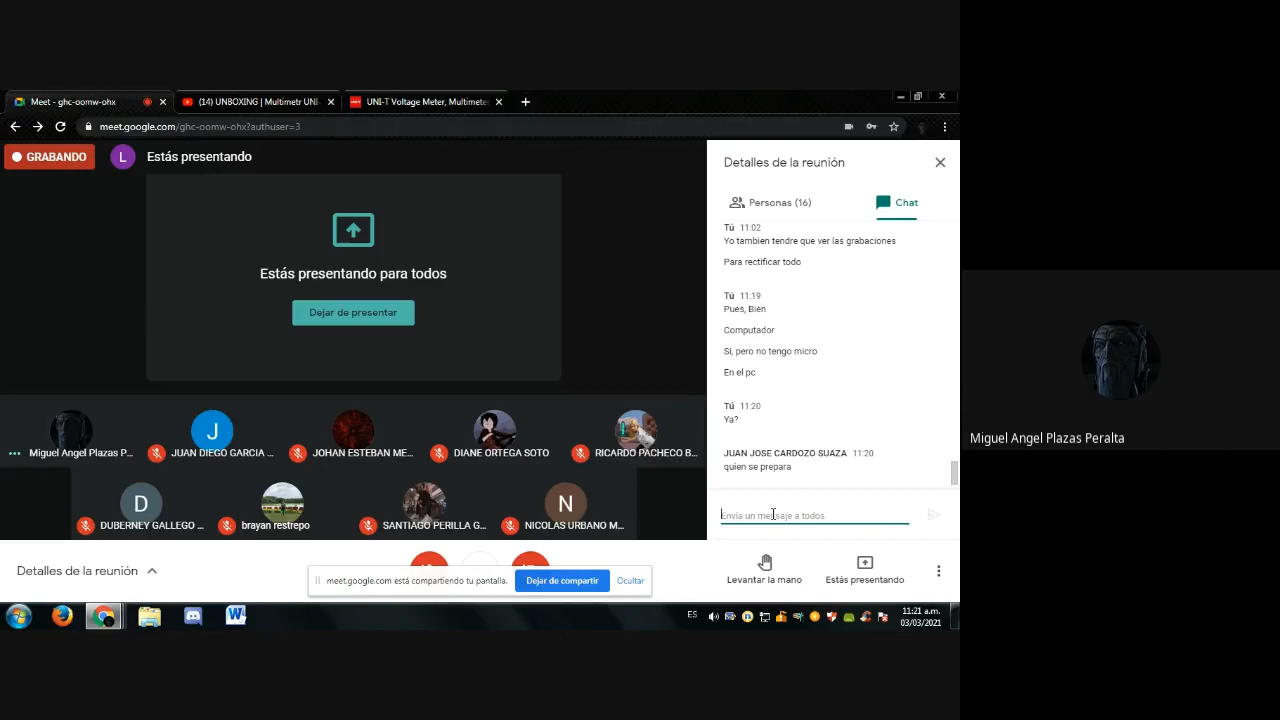 Meet - ghc-oomw-ohx
(14) UNBOXING | Multimetr UNI-
UNI-T Voltage Meter, Multimeter
meet.google.com/ghc-oomw-ohx?authuser=3
GRABANDO
L
Estás presentando
Estás presentando para todos
Dejar de presentar
Detalles de la reunión
Personas (16)
Chat
Tú 11:02
Yo tambien tendre que ver las grabaciones
Para rectificar todo
Tú 11:19
Pues, Bien
Computador
Si, pero no tengo micro
En el pc
Tú 11:20
Ya?
JUAN JOSE CARDOZO SUAZA 11:20
quien se prepara
Envía un mensaje a todos
Miguel Angel Plazas P...
J
JUAN DIEGO GARCIA ...
JOHAN ESTEBAN ME...
DIANE ORTEGA SOTO
RICARDO PACHECO B...
D
DUBERNEY GALLEGO ...
brayan restrepo
SANTIAGO PERILLA G...
N
NICOLAS URBANO M...
Detalles de la reunión
meet.google.com está compartiendo tu pantalla.
Dejar de compartir
Ocultar
Levantar la mano
Estás presentando
ES
11:21 a.m.
03/03/2021
Miguel Angel Plazas Peralta